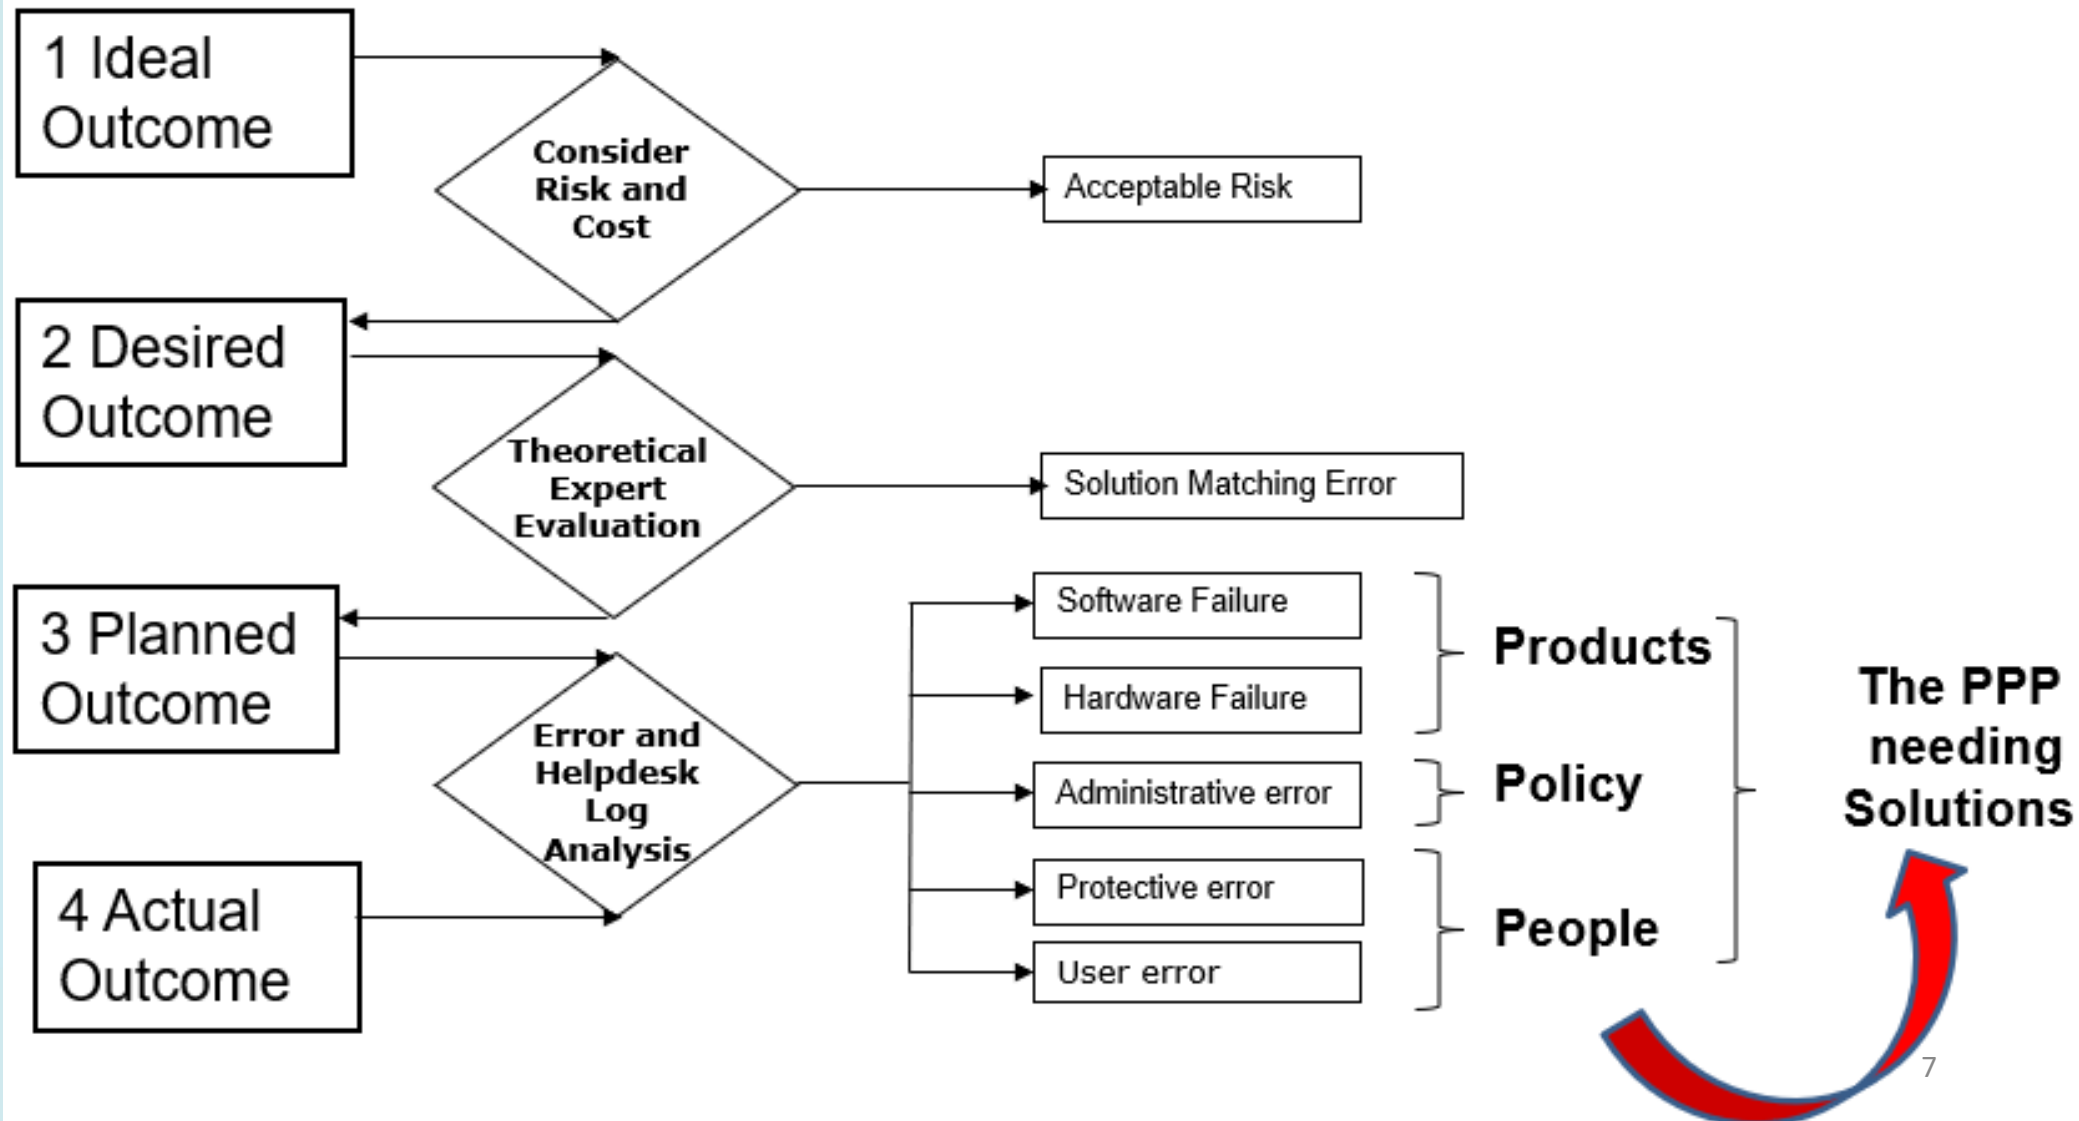 1 Ideal
Outcome
Consider
Risk and
Cost
Acceptable Risk
2 Desired
Outcome
Theoretical
Expert
Evaluation
Solution Matching Error
3 Planned
Outcome
Error and
Helpdesk
Log
Analysis
4 Actual
Outcome
Software Failure
Hardware Failure
Administrative error
Protective error
User error
Products
Policy
People
The PPP
needing
Solutions
7